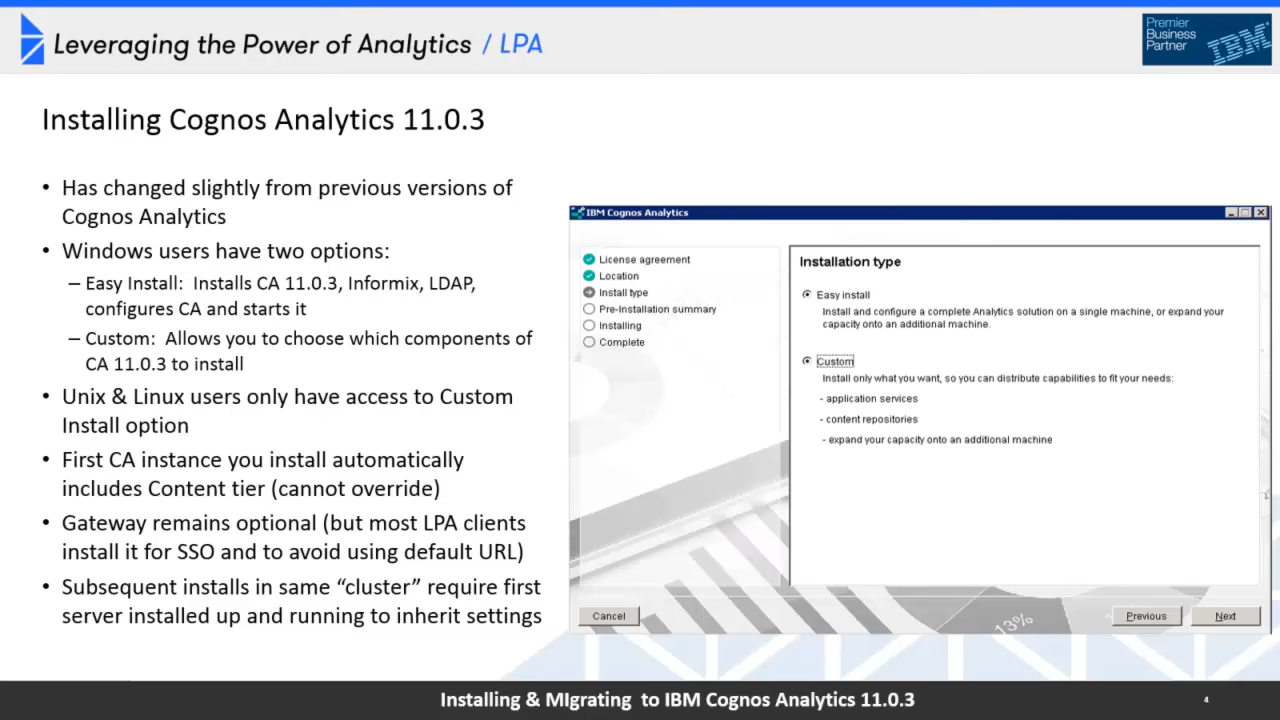 Leveraging the Power of Analytics / LPA
Premier
Business
Partner
IBM
Installing Cognos Analytics 11.0.3
• Has changed slightly from previous versions of
Cognos Analytics
• Windows users have two options:
– Easy Install: Installs CA 11.0.3, Informix, LDAP,
configures CA and starts it
– Custom: Allows you to choose which components of
CA 11.0.3 to install
• Unix & Linux users only have access to Custom
Install option
• First CA instance you install automatically
includes Content tier (cannot override)
• Gateway remains optional (but most LPA clients
install it for SSO and to avoid using default URL)
• Subsequent installs in same “cluster” require first
server installed up and running to inherit settings
IBM Cognos Analytics
License agreement
Location
Install type
Pre-Installation summary
Installing
Complete
Installation type
Easy install
Install and configure a complete Analytics solution on a single machine, or expand your
capacity onto an additional machine.
Custom
Install only what you want, so you can distribute capabilities to fit your needs:
- application services
- content repositories
- expand your capacity onto an additional machine
13%
Cancel
Previous
Next
Installing & MIgrating to IBM Cognos Analytics 11.0.3
4